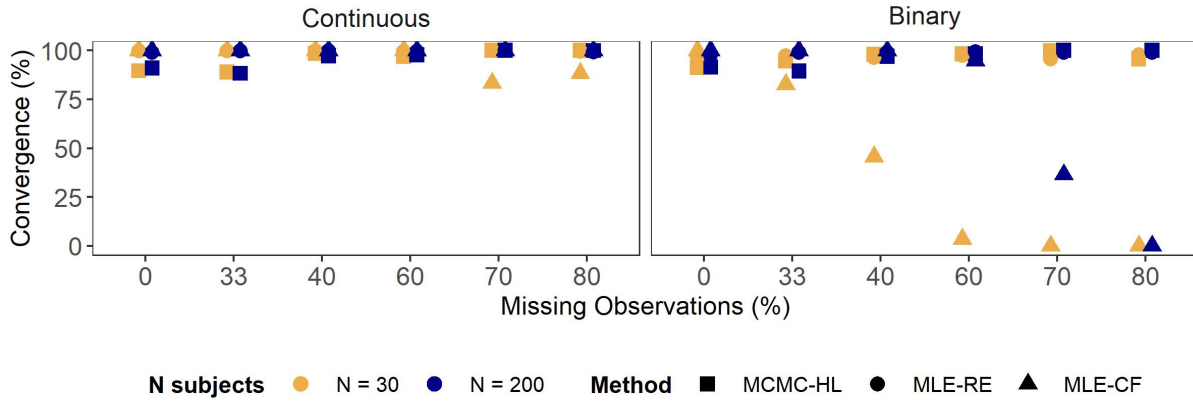 Continuous Binary
Convergence (%)
100
75
50
25
0
0 33 40 60 70 80 0 33 40 60 70 80
Missing Observations (%)
N subjects N = 30 N = 200 Method MCMC-HL MLE-RE MLE-CF